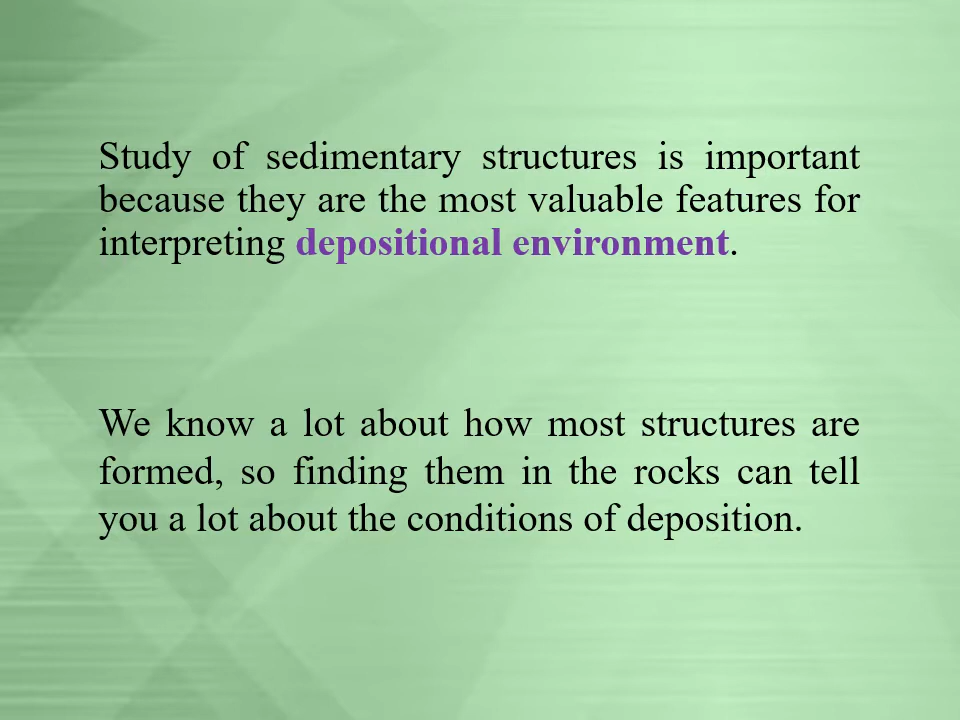 Study of sedimentary structures is important
because they are the most valuable features for
interpreting depositional environment.
We know a lot about how most structures are
formed, so finding them in the rocks can tell
you a lot about the conditions of deposition.